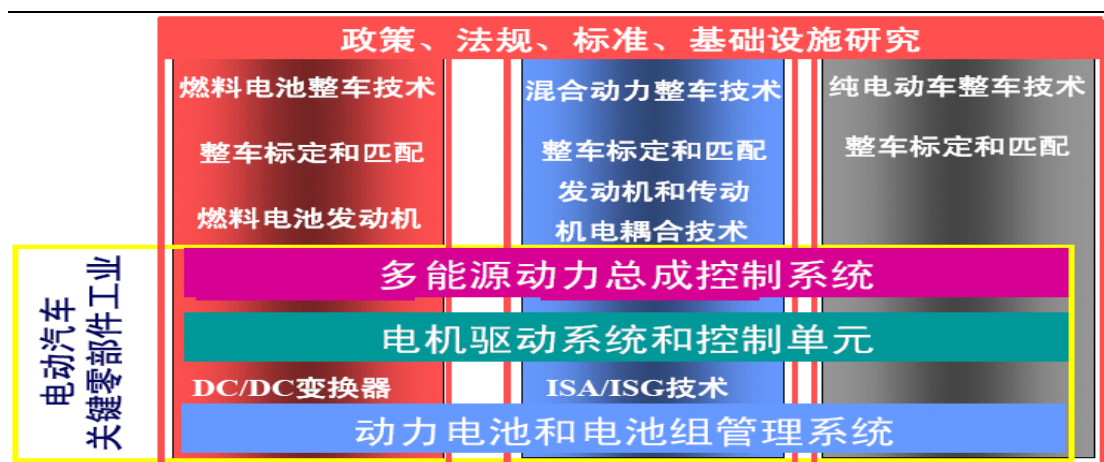 政策、法规、标准、基础设施研究
燃料电池整车技术
混合动力整车技术
纯电动车整车技术
整车标定和匹配
整车标定和匹配
整车标定和匹配
燃料电池发动机
发动机和传动
机电耦合技术
电动汽车
关键零部件工业
多能源动力总成控制系统
电机驱动系统和控制单元
DC/DC变换器
ISA/ISG技术
动力电池和电池组管理系统